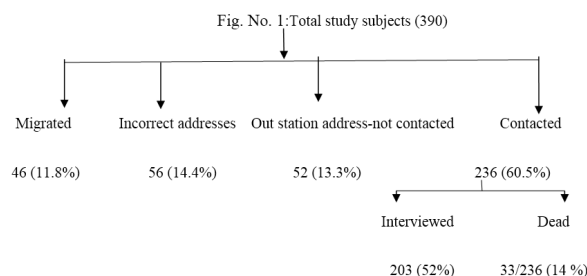 Fig. No. 1:Total study subjects (390)
Migrated Incorrect addresses Out station address-not contacted Contacted
46 (11.8%) 56 (14.4%) 52 (13.3%) 236 (60.5%)
Interviewed Dead
203 (52%) 33/236 (14 %)